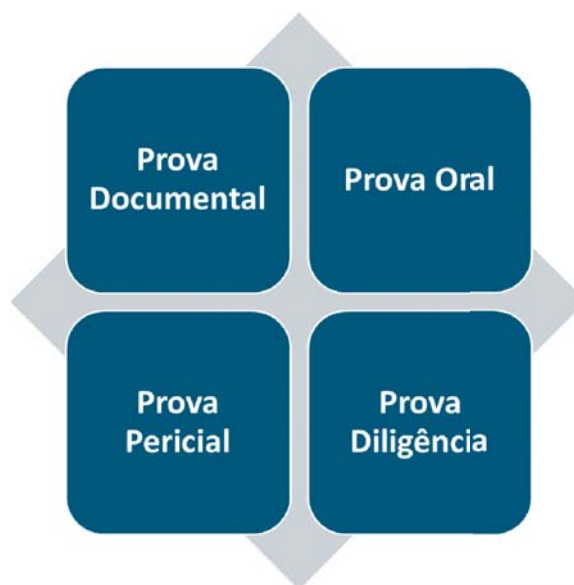 Prova
Documental
Prova Oral
Prova
Pericial
Prova
Diligência